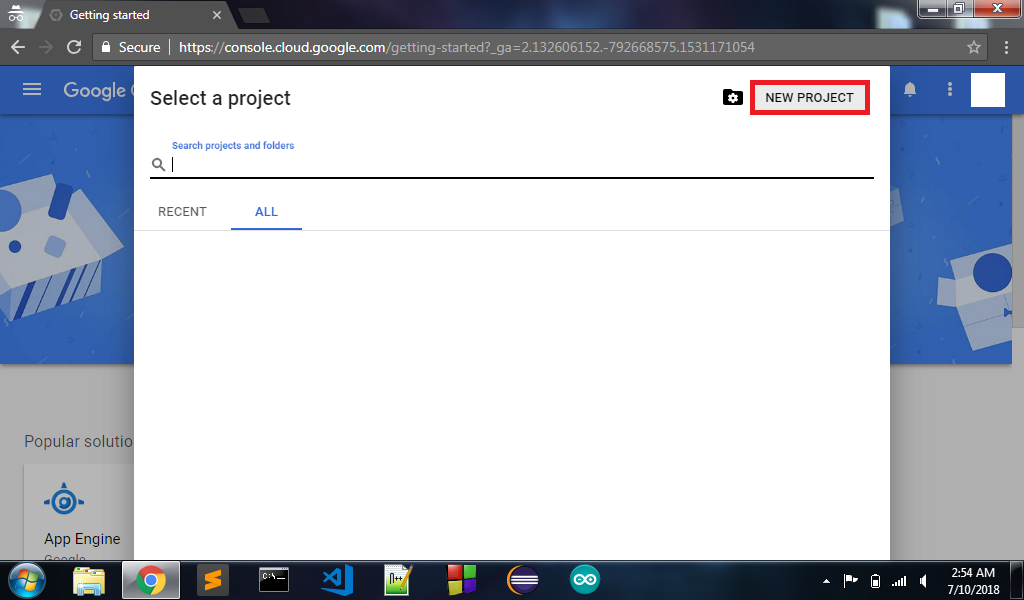 Getting started
Secure
https://console.cloud.google.com/getting-started?_ga=2.132606152.-792668575.1531171054
Google
Select a project
NEW PROJECT
Search projects and folders
RECENT
ALL
Popular solutio
App Engine
Google
C:\_
n++
2:54 AM
7/10/2018